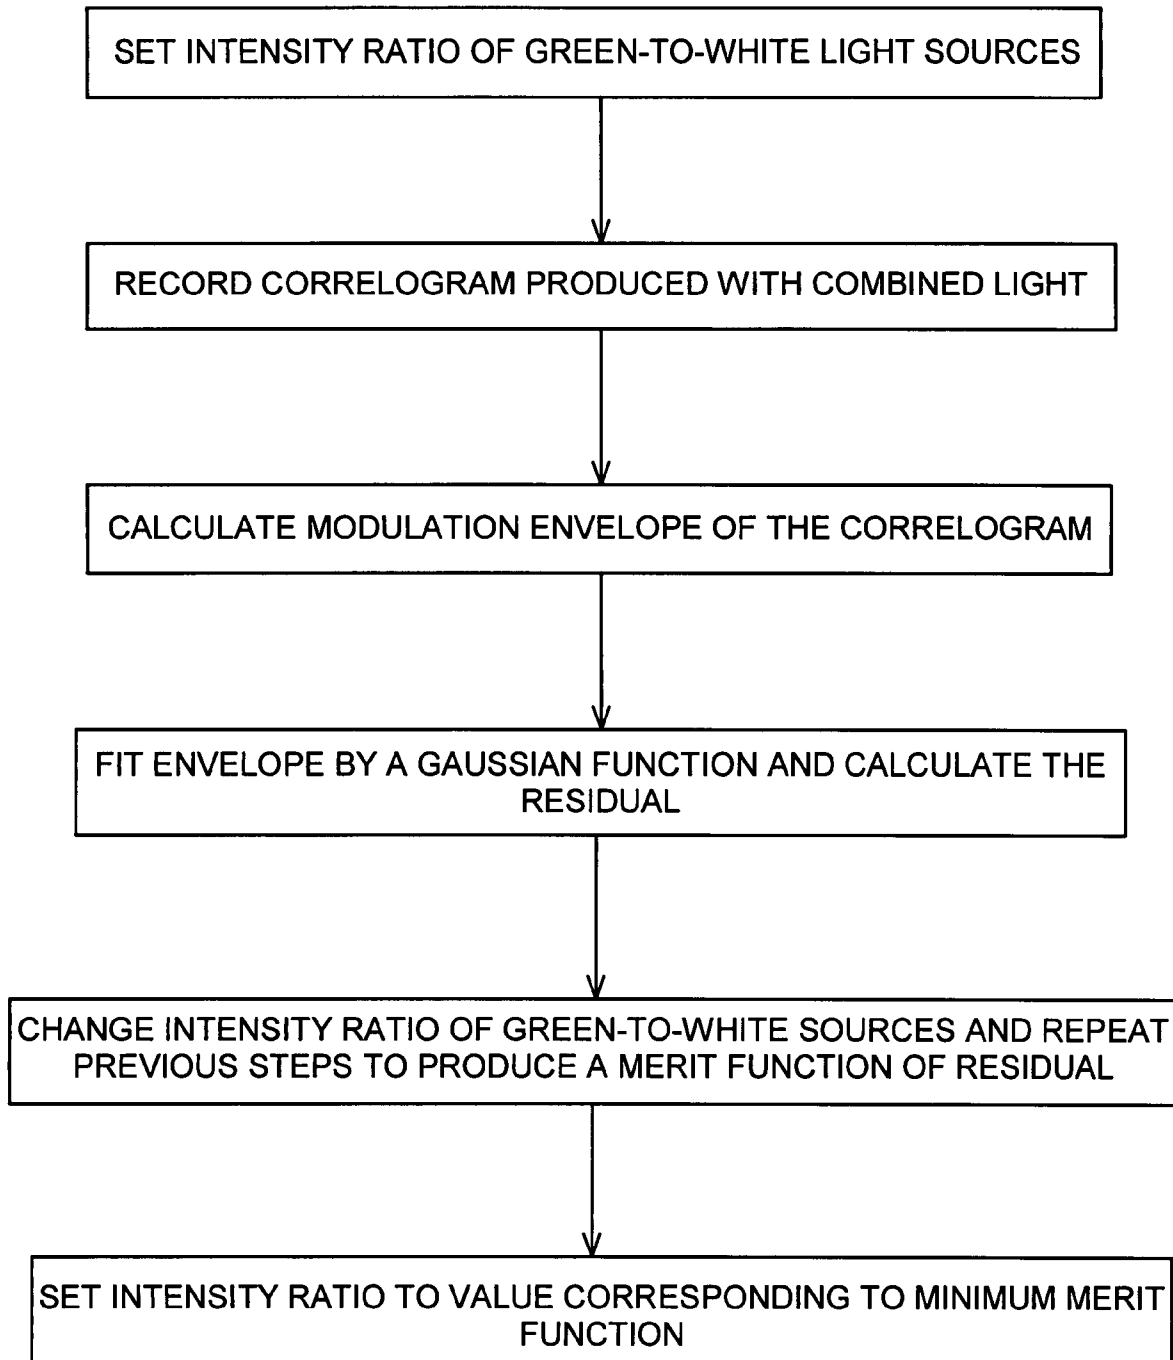 SET INTENSITY RATIO OF GREEN-TO-WHITE LIGHT SOURCES
RECORD CORRELOGRAM PRODUCED WITH COMBINED LIGHT
CALCULATE MODULATION ENVELOPE OF THE CORRELOGRAM
FIT ENVELOPE BY A GAUSSIAN FUNCTION AND CALCULATE THE
RESIDUAL
CHANGE INTENSITY RATIO OF GREEN-TO-WHITE SOURCES AND REPEAT
PREVIOUS STEPS TO PRODUCE A MERIT FUNCTION OF RESIDUAL
SET INTENSITY RATIO TO VALUE CORRESPONDING TO MINIMUM MERIT
FUNCTION